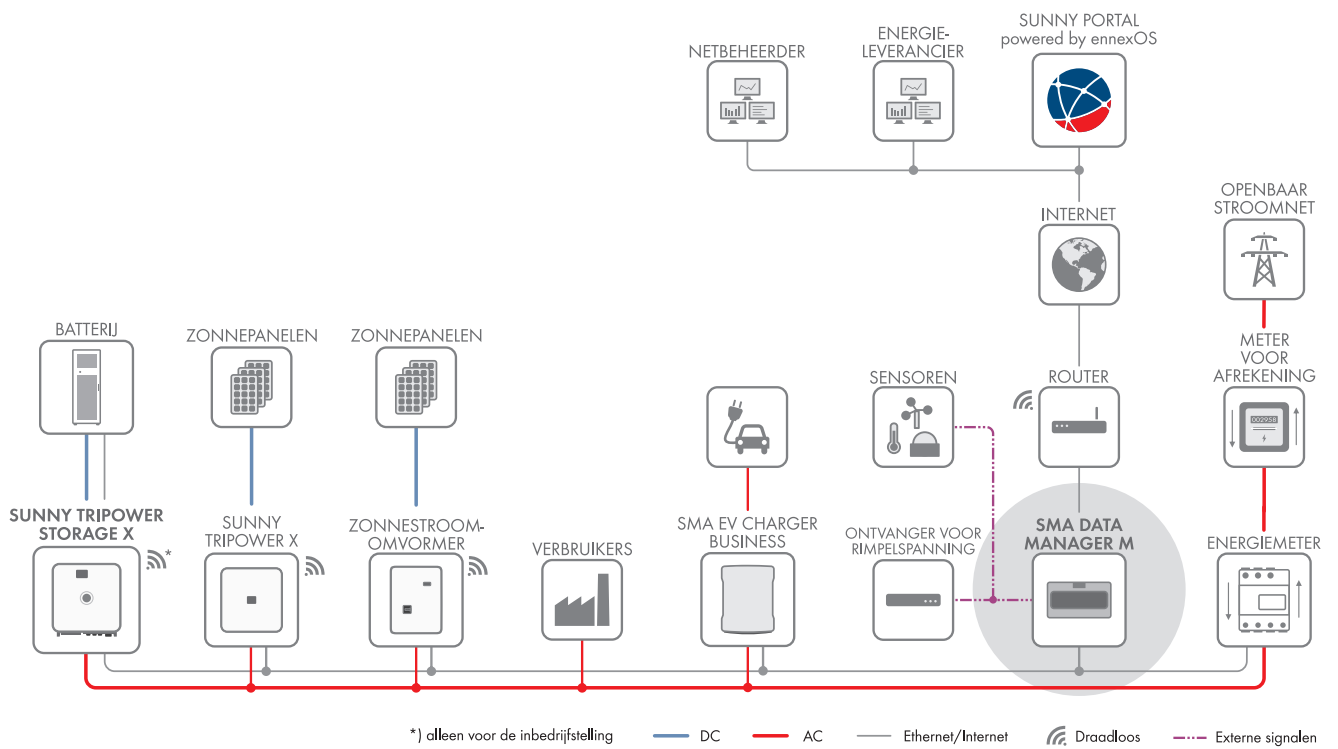 SUNNY PORTAL
powered by ennexOS
NETBEHEERDER
ENERGIE-
LEVERANCIER
INTERNET
OPENBAAR
STROOMNET
BATTERIJ
ZONNEPANELEN
ZONNEPANELEN
SENSOREN
ROUTER
METER
VOOR
AFREKENING
002958
SUNNY TRIPOWER
STORAGE X
*
SUNNY
TRIPOWER X
ZONNESTROOM-
OMVORMER
VERBRUIKERS
SMA EV CHARGER
BUSINESS
ONTVANGER VOOR
RIMPELSPANNING
SMA DATA
MANAGER M
ENERGIEMETER
*) alleen voor de inbedrijfstelling
DC
AC
Ethernet/Internet
Draadloos
Externe signalen